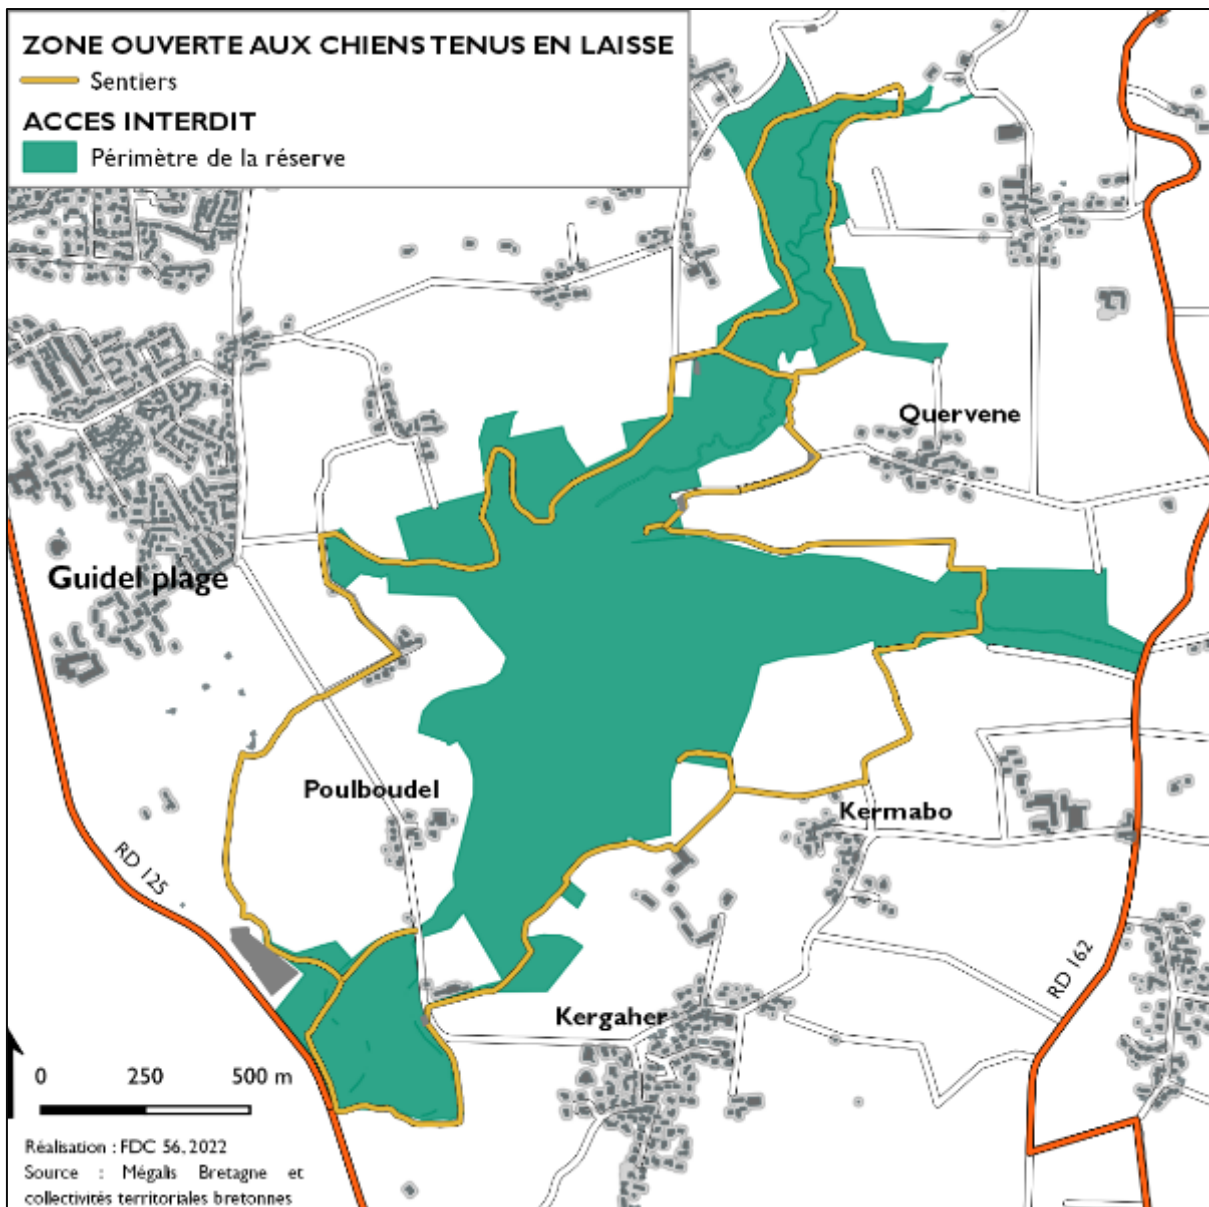 ZONE OUVERTE AUX CHIENS TENUS EN LAISSE
Sentiers
ACCES INTERDIT
Périmètre de la réserve
Quervene
Guidel plage
Poulboudel
Kermabo
RD 125
RD 162
Kergaher
0 250 500 m
Réalisation : FDC 56, 2022
Source : Mégalis Bretagne et
collectivités territoriales bretonnes